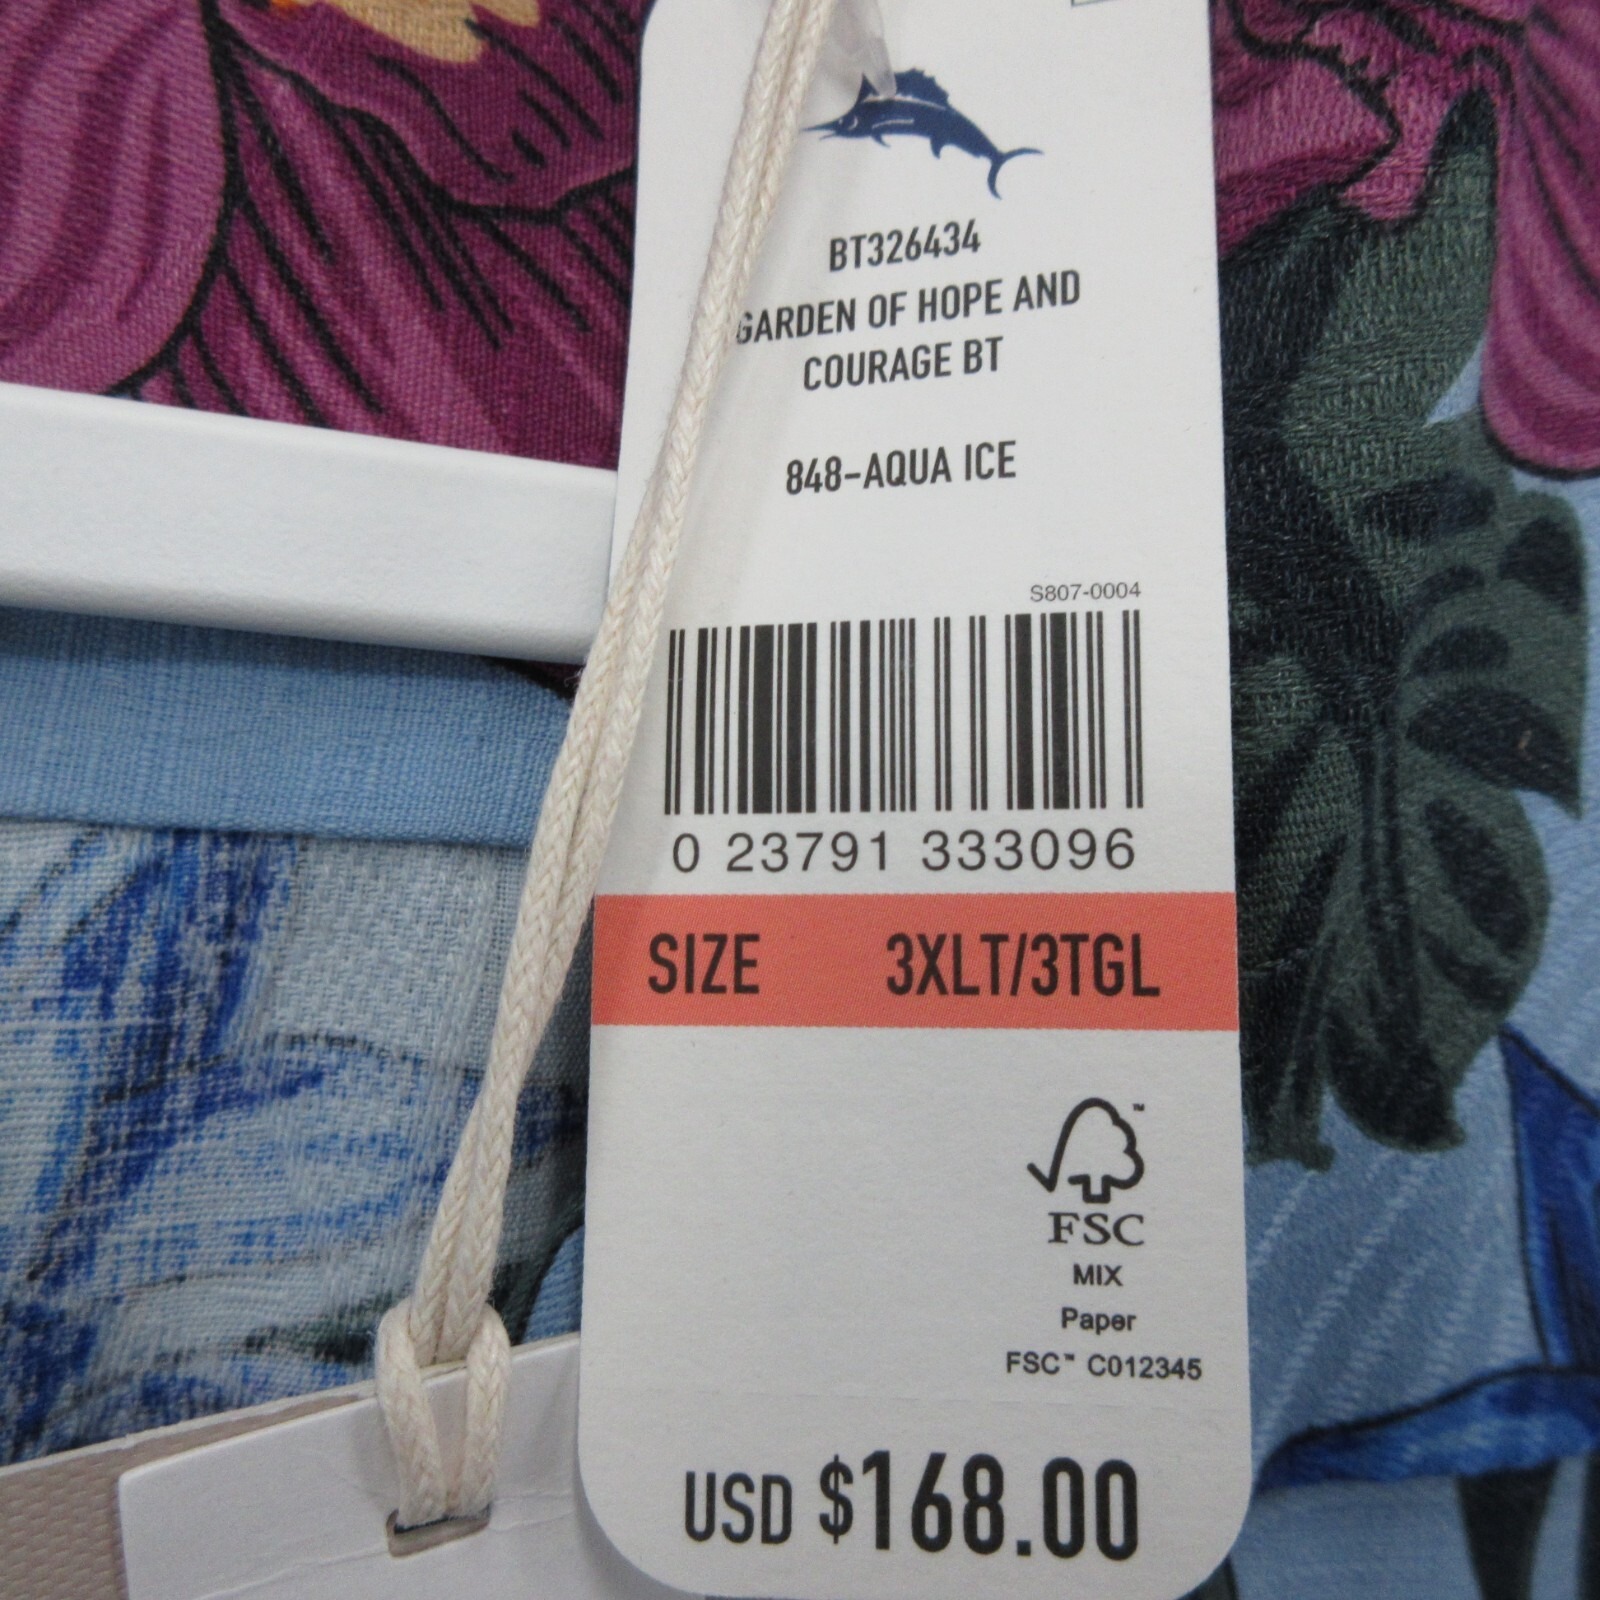 BT326434
GARDEN OF HOPE AND
COURAGE BT
848-AQUA ICE
S807-0004
0 23791 333096
SIZE 3XLT/3TGL
FSC
MIX
Paper
FSC™ C012345
USD $168.00